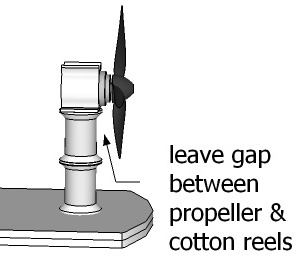 leave gap
between
propeller &
cotton reels